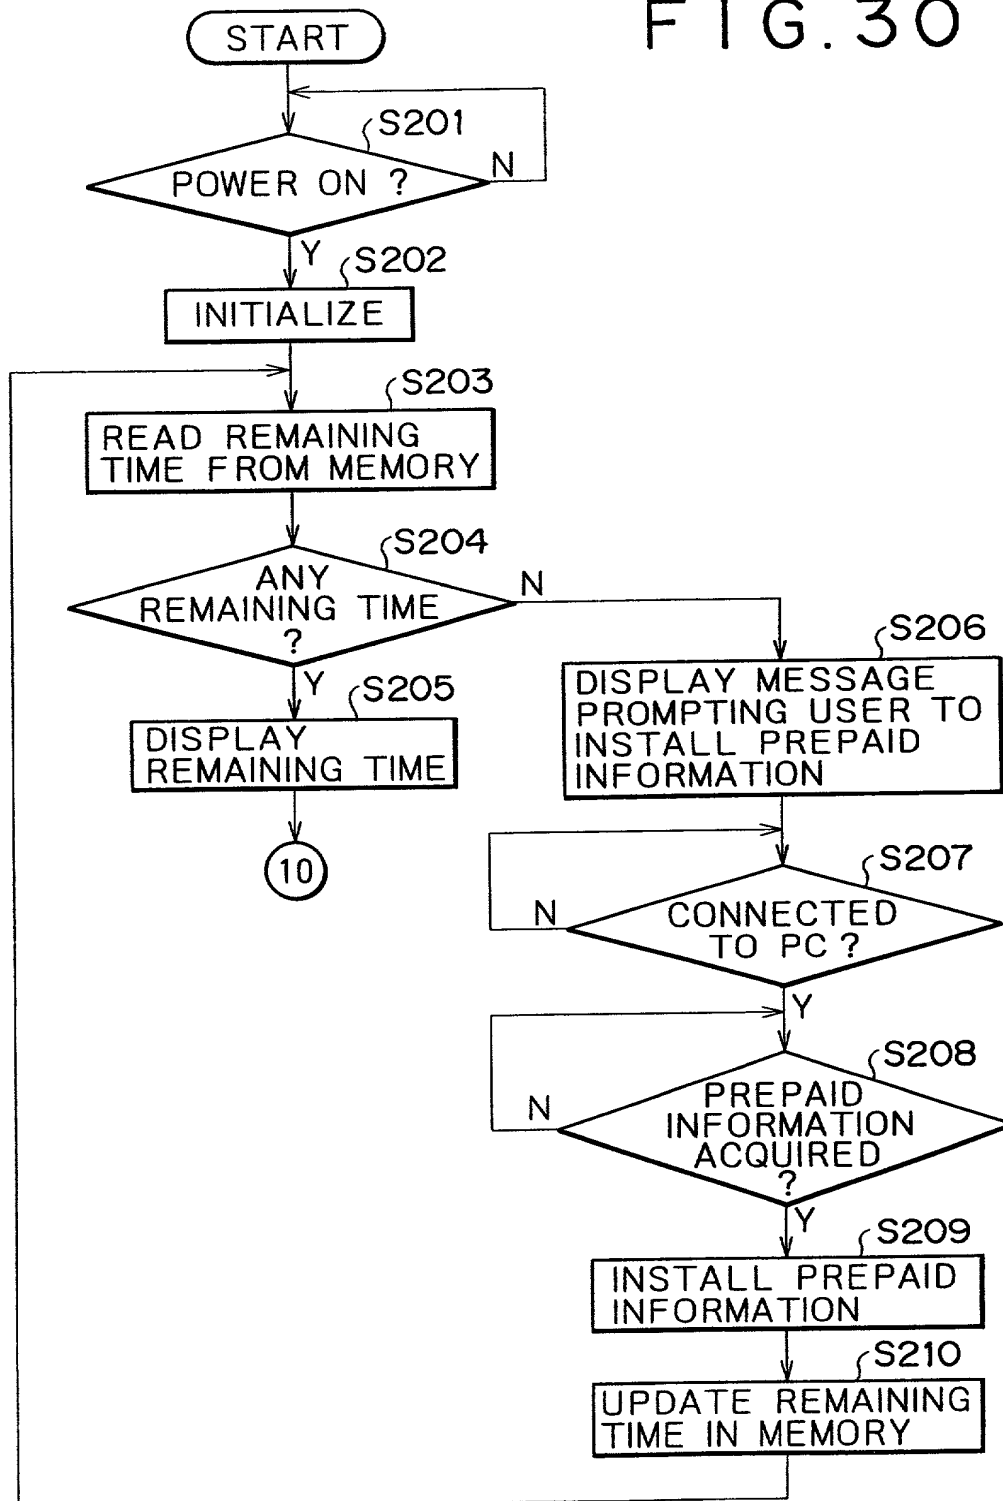 FIG. 30
START
S201
POWER ON ?
N
Y
S202
INITIALIZE
S203
READ REMAINING
TIME FROM MEMORY
S204
ANY
REMAINING TIME
?
N
Y
S205
DISPLAY
REMAINING TIME
10
S206
DISPLAY MESSAGE
PROMPTING USER TO
INSTALL PREPAID
INFORMATION
S207
CONNECTED
TO PC ?
N
Y
S208
PREPAID
INFORMATION
ACQUIRED
?
N
Y
S209
INSTALL PREPAID
INFORMATION
S210
UPDATE REMAINING
TIME IN MEMORY